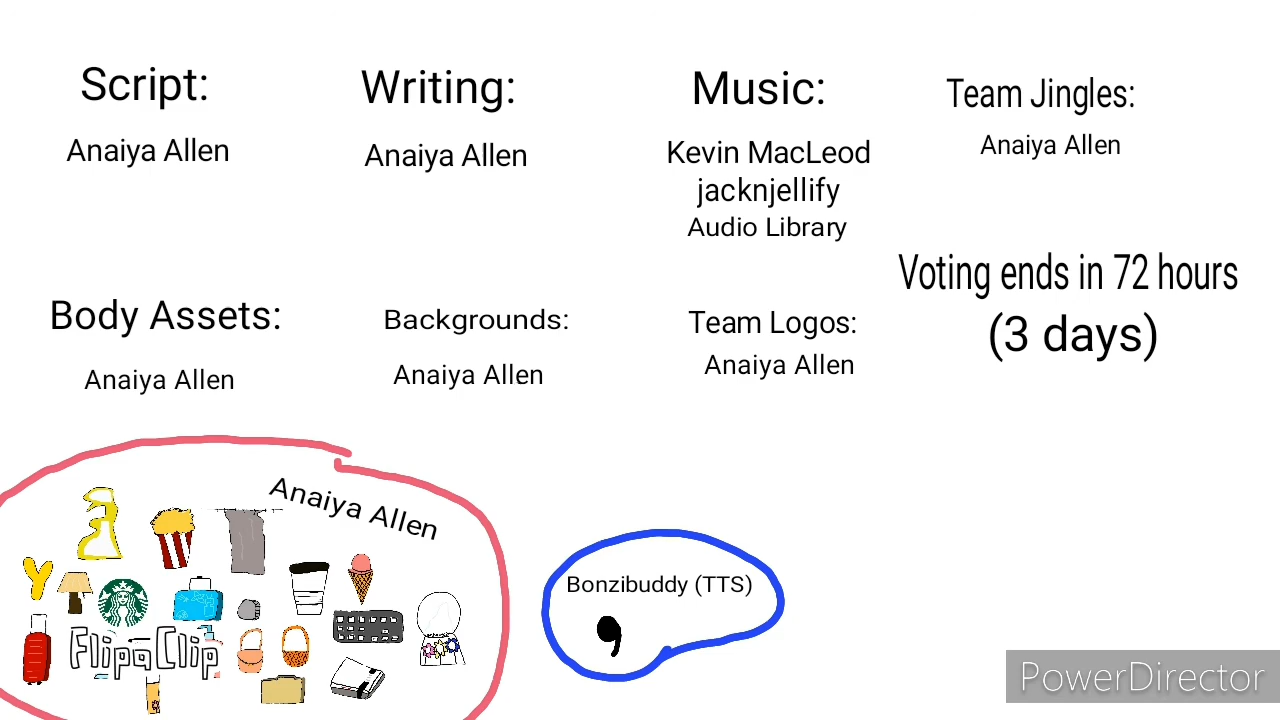 Script:
Anaiya Allen
Writing:
Anaiya Allen
Music:
Kevin MacLeod
jacknjellify
Audio Library
Team Jingles:
Anaiya Allen
Voting ends in 72 hours
(3 days)
Body Assets:
Anaiya Allen
Backgrounds:
Anaiya Allen
Team Logos:
Anaiya Allen
Anaiya Allen
Y
FlipaClip
Bonzibuddy (TTS)
,
PowerDirector